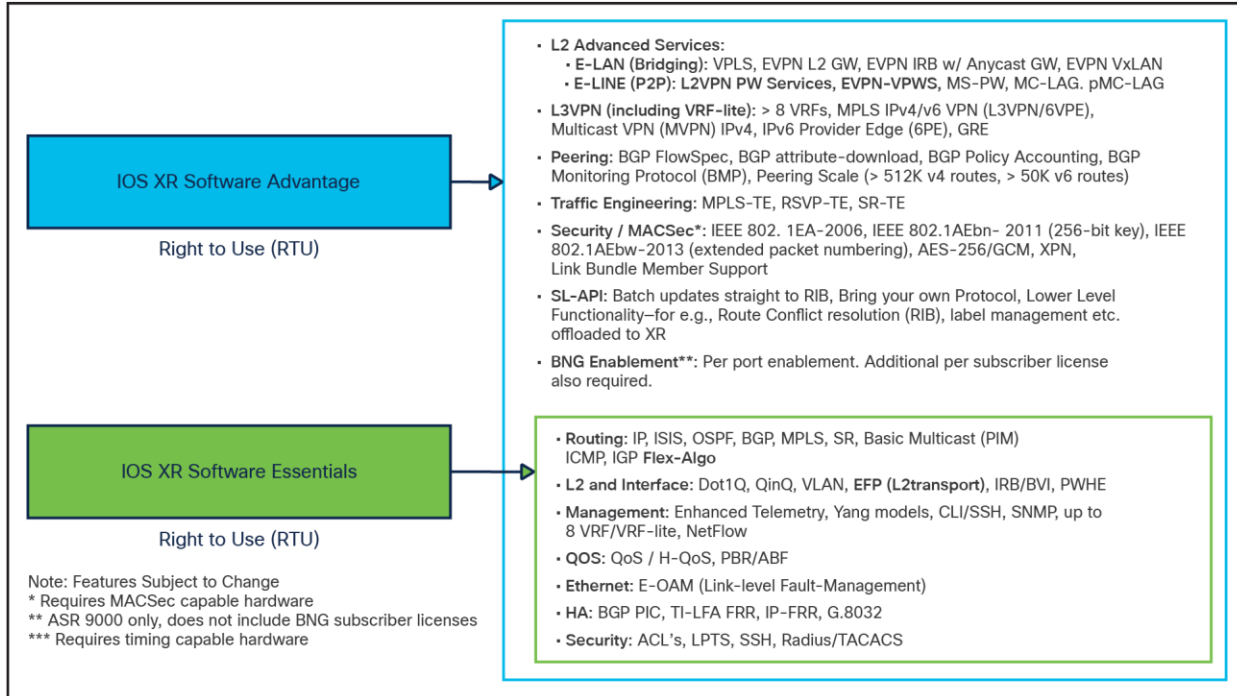 • L2 Advanced Services:
• E-LAN (Bridging): VPLS, EVPN L2 GW, EVPN IRB w/ Anycast GW, EVPN VxLAN
• E-LINE (P2P): L2VPN PW Services, EVPN-VPWS, MS-PW, MC-LAG. pMC-LAG
• L3VPN (including VRF-lite): > 8 VRFs, MPLS IPv4/v6 VPN (L3VPN/6VPE),
Multicast VPN (MVPN) IPv4, IPv6 Provider Edge (6PE), GRE
• Peering: BGP FlowSpec, BGP attribute-download, BGP Policy Accounting, BGP
Monitoring Protocol (BMP), Peering Scale (> 512K v4 routes, > 50K v6 routes)
• Traffic Engineering: MPLS-TE, RSVP-TE, SR-TE
• Security / MACSec*: IEEE 802. 1EA-2006, IEEE 802.1AEbn- 2011 (256-bit key), IEEE
802.1AEbw-2013 (extended packet numbering), AES-256/GCM, XPN,
Link Bundle Member Support
• SL-API: Batch updates straight to RIB, Bring your own Protocol, Lower Level
Functionality—for e.g., Route Conflict resolution (RIB), label management etc.
offloaded to XR
• BNG Enablement**: Per port enablement. Additional per subscriber license
also required.
IOS XR Software Advantage
Right to Use (RTU)
IOS XR Software Essentials
Right to Use (RTU)
• Routing: IP, ISIS, OSPF, BGP, MPLS, SR, Basic Multicast (PIM)
ICMP, IGP Flex-Algo
• L2 and Interface: Dot1Q, QinQ, VLAN, EFP (L2transport), IRB/BVI, PWHE
• Management: Enhanced Telemetry, Yang models, CLI/SSH, SNMP, up to
8 VRF/VRF-lite, NetFlow
• QOS: QoS / H-QoS, PBR/ABF
• Ethernet: E-OAM (Link-level Fault-Management)
• HA: BGP PIC, TI-LFA FRR, IP-FRR, G.8032
• Security: ACL's, LPTS, SSH, Radius/TACACS
Note: Features Subject to Change
* Requires MACSec capable hardware
** ASR 9000 only, does not include BNG subscriber licenses
*** Requires timing capable hardware